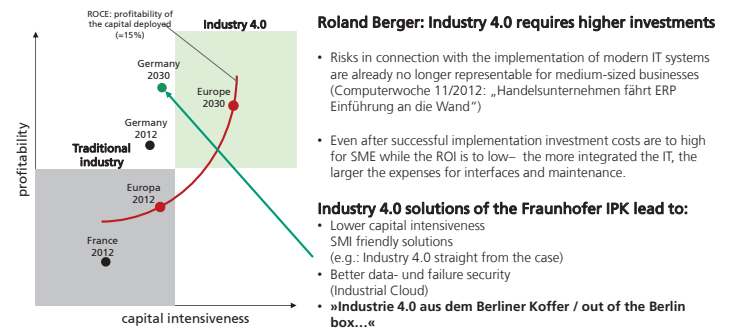 ROCE: profitability of
the capital deployed
(=15%)
Industry 4.0
Germany
2030
Europe
2030
Germany
2012
Traditional
industry
Europa
2012
France
2012
profitability
capital intensiveness
Roland Berger: Industry 4.0 requires higher investments
• Risks in connection with the implementation of modern IT systems
are already no longer representable for medium-sized businesses
(Computerwoche 11/2012: „Handelsunternehmen fährt ERP
Einführung an die Wand“)
• Even after successful implementation investment costs are to high
for SME while the ROI is to low– the more integrated the IT, the
larger the expenses for interfaces and maintenance.
Industry 4.0 solutions of the Fraunhofer IPK lead to:
• Lower capital intensiveness
SMI friendly solutions
(e.g.: Industry 4.0 straight from the case)
• Better data- und failure security
(Industrial Cloud)
• »Industrie 4.0 aus dem Berliner Koffer / out of the Berlin
box…«